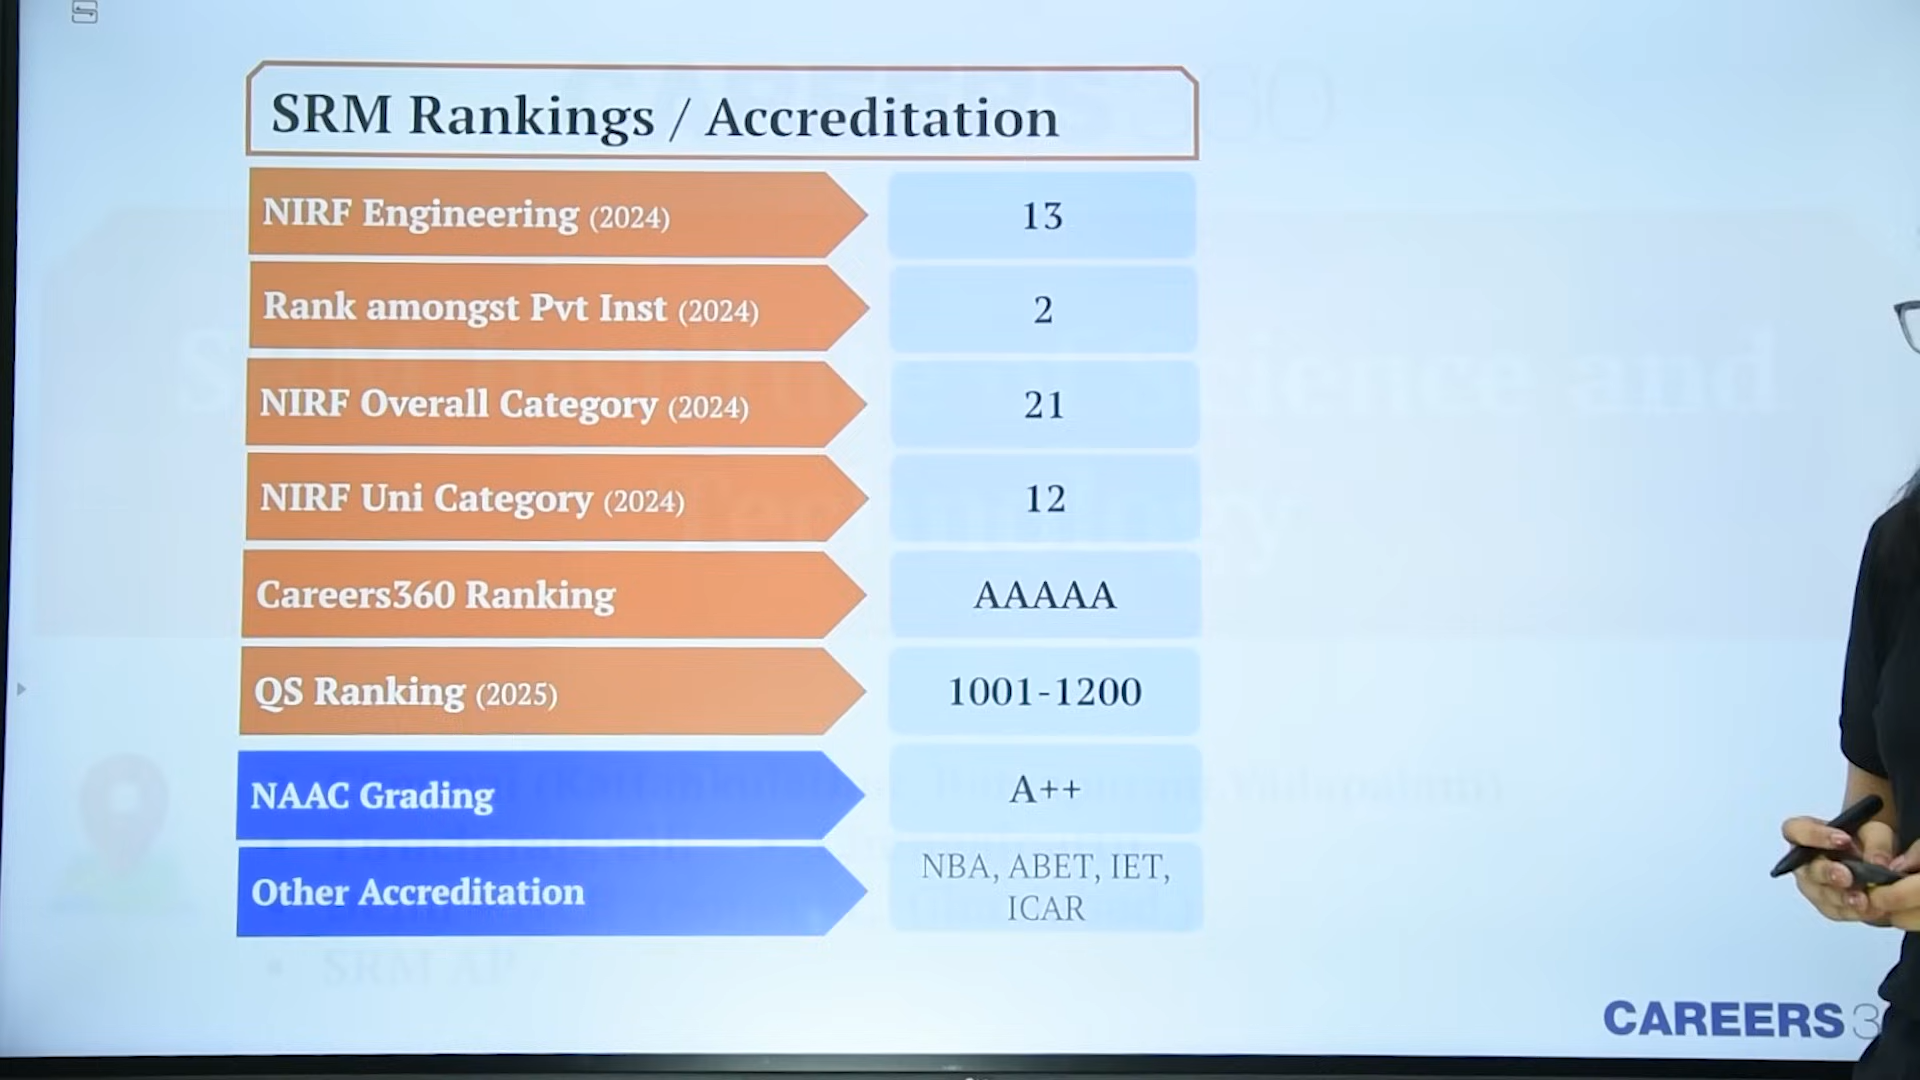 SRM Rankings / Accreditation
NIRF Engineering (2024)
13
Rank amongst Pvt Inst (2024)
2
NIRF Overall Category (2024)
21
NIRF Uni Category (2024)
12
Careers360 Ranking
AAAAA
QS Ranking (2025)
1001-1200
NAAC Grading
A++
Other Accreditation
NBA, ABET, IET,
ICAR
SRM AP
CAREERS3